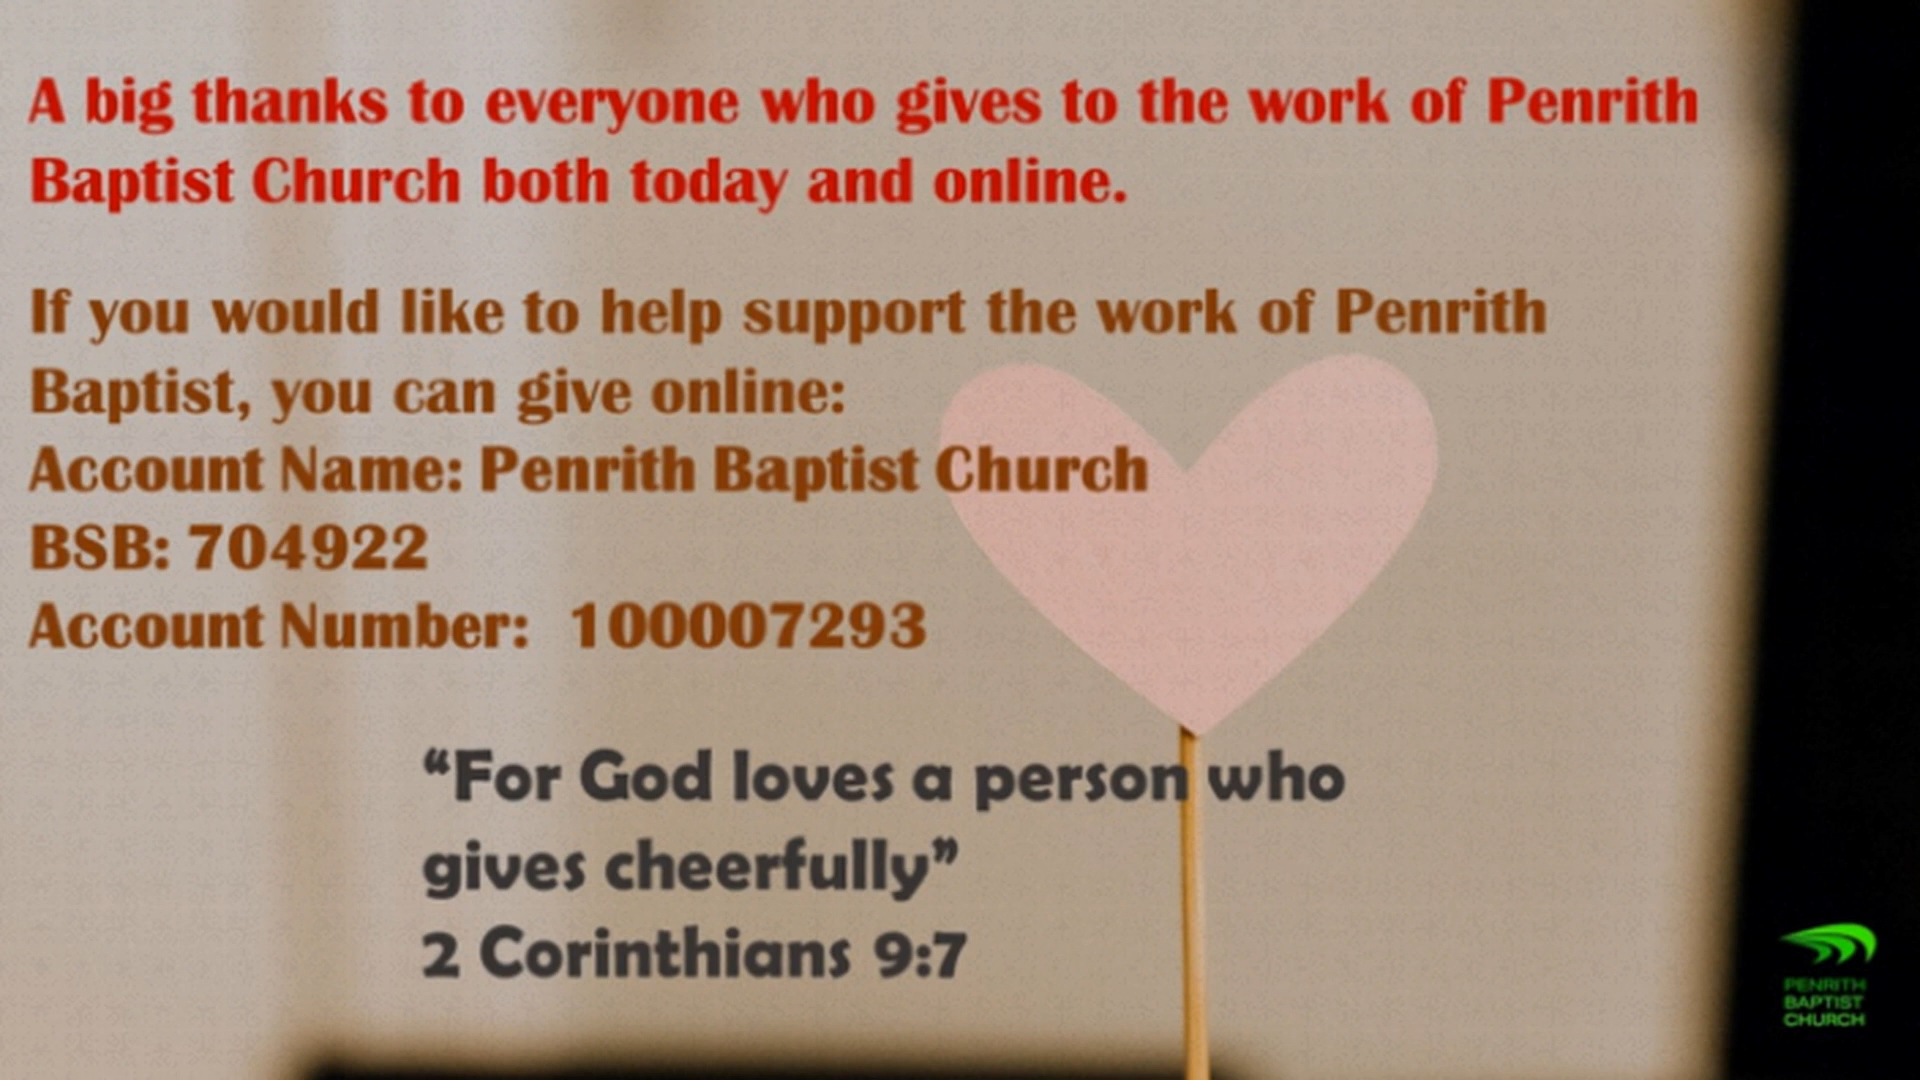 A big thanks to everyone who gives to the work of Penrith
Baptist Church both today and online.
If you would like to help support the work of Penrith
Baptist, you can give online:
Account Name: Penrith Baptist Church
BSB: 704922
Account Number: 100007293
“For God loves a person who
gives cheerfully”
2 Corinthians 9:7
PENRITH
BAPTIST
CHURCH